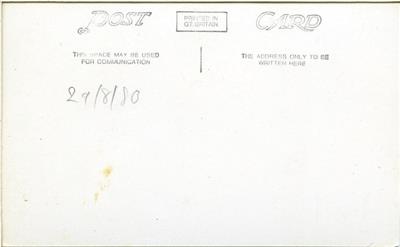 POST CARD
PRINTED IN
GT. BRITAIN
THIS SPACE MAY BE USED
FOR COMMUNICATION
THE ADDRESS ONLY TO BE
WRITTEN HERE
29/8/80